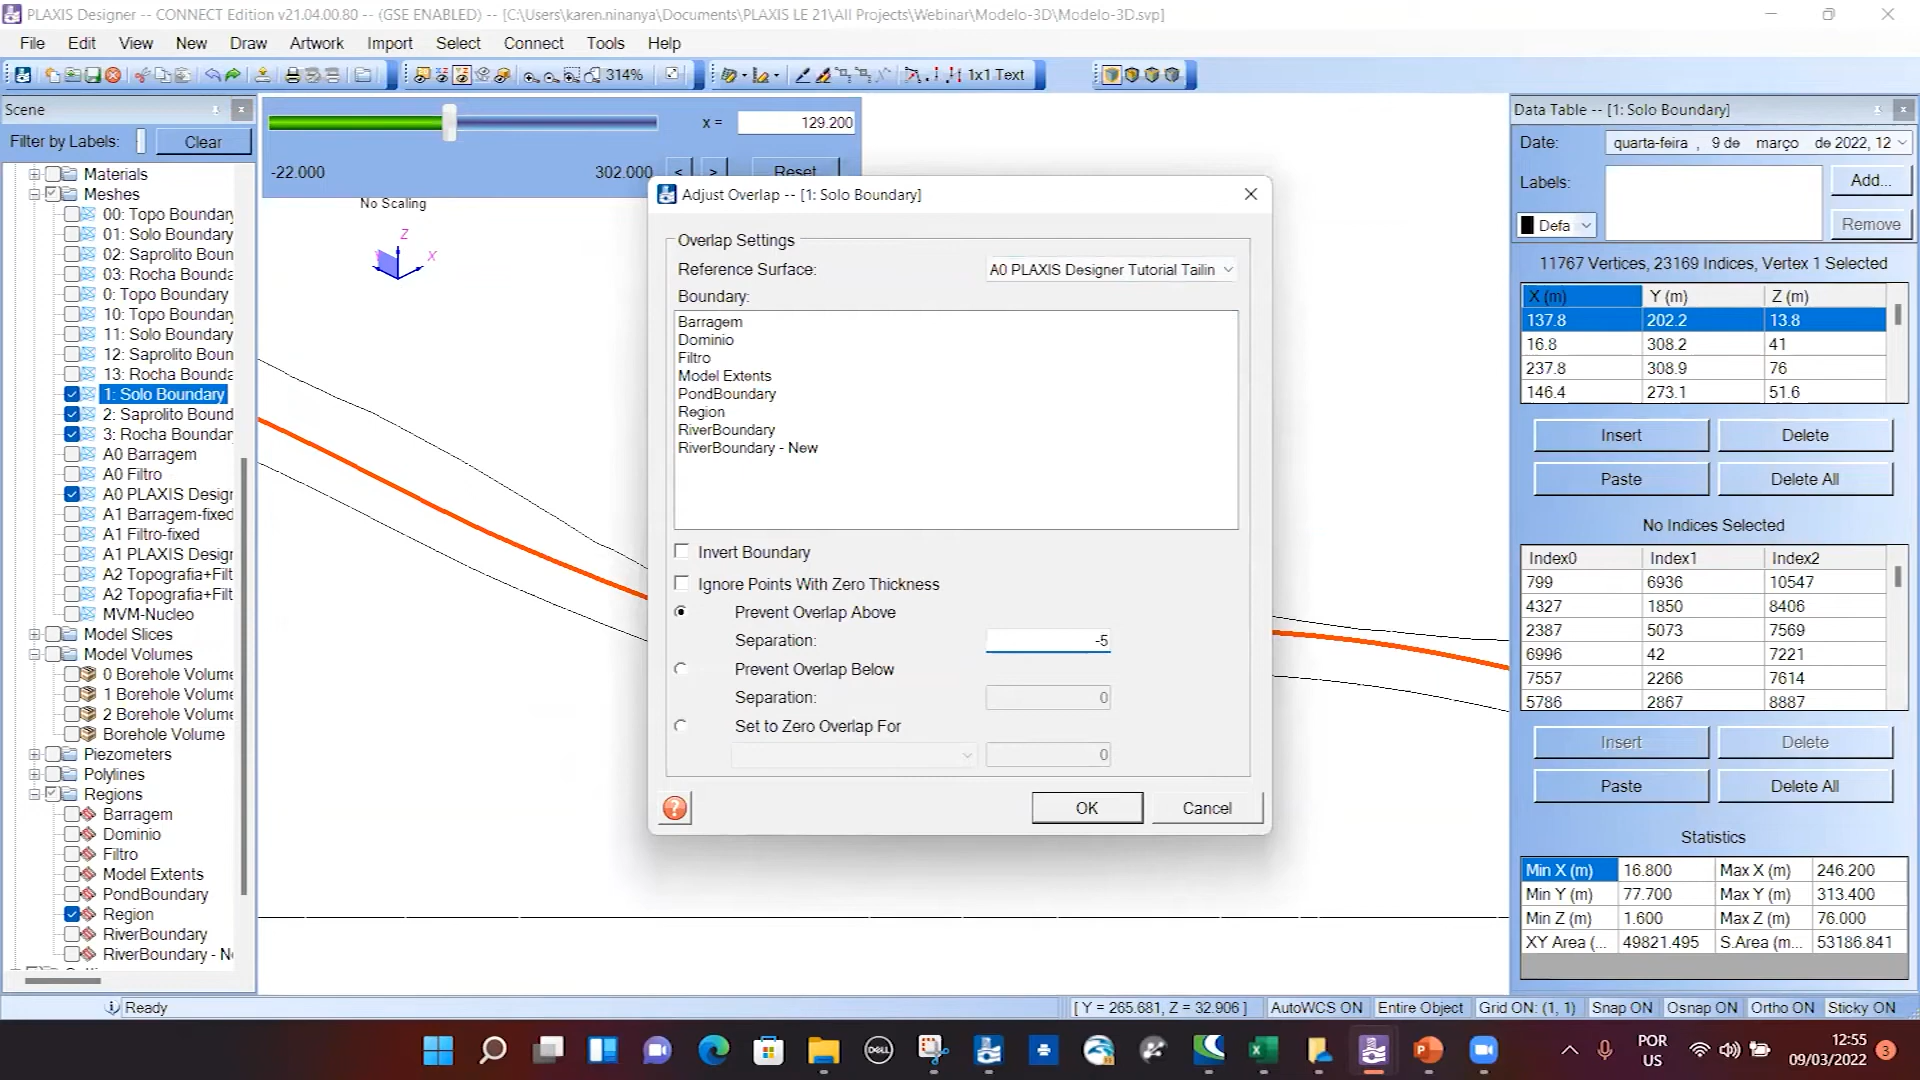 PLAXIS Designer -- CONNECT Edition v21.04.00.80 -- (GSE ENABLED) -- [C:\Users\karen.ninanya\Documents\PLAXIS LE 21\All Projects\Webinar\Modelo-3D\Modelo-3D.svp]
File Edit View New Draw Artwork Import Select Connect Tools Help
314% 1x1 Text
Scene
Filter by Labels: Clear
Materials
Meshes
00: Topo Boundary
01: Solo Boundary
02: Saprolito Boun
03: Rocha Bounda
0: Topo Boundary
10: Topo Boundary
11: Solo Boundary
12: Saprolito Boun
13: Rocha Bounda
1: Solo Boundary
2: Saprolito Bound
3: Rocha Boundar
A0 Barragem
A0 Filtro
A0 PLAXIS Design
A1 Barragem-fixed
A1 Filtro-fixed
A1 PLAXIS Design
A2 Topografia+Filt
A2 Topografia+Filt
MVM-Nucleo
Model Slices
Model Volumes
0 Borehole Volume
1 Borehole Volume
2 Borehole Volume
Borehole Volume
Piezometers
Polylines
Regions
Barragem
Dominio
Filtro
Model Extents
PondBoundary
Region
RiverBoundary
RiverBoundary - N
x = 129.200
-22.000 302.000 < > Reset
No Scaling
Z
X
Adjust Overlap -- [1: Solo Boundary]
Overlap Settings
Reference Surface: A0 PLAXIS Designer Tutorial Tailin
Boundary:
Barragem
Dominio
Filtro
Model Extents
PondBoundary
Region
RiverBoundary
RiverBoundary - New
Invert Boundary
Ignore Points With Zero Thickness
Prevent Overlap Above
Separation: -5
Prevent Overlap Below
Separation: 0
Set to Zero Overlap For
0
? OK Cancel
Data Table -- [1: Solo Boundary]
Date: quarta-feira , 9 de março de 2022, 12
Labels: Add...
Defa Remove
11767 Vertices, 23169 Indices, Vertex 1 Selected
X (m) Y (m) Z (m)
137.8 202.2 13.8
16.8 308.2 41
237.8 308.9 76
146.4 273.1 51.6
Insert Delete
Paste Delete All
No Indices Selected
Index0 Index1 Index2
799 6936 10547
4327 1850 8406
2387 5073 7569
6996 42 7221
7557 2266 7614
5786 2867 8887
Insert Delete
Paste Delete All
Statistics
Min X (m) 16.800 Max X (m) 246.200
Min Y (m) 77.700 Max Y (m) 313.400
Min Z (m) 1.600 Max Z (m) 76.000
XY Area (... 49821.495 S.Area (m... 53186.841
Ready [ Y = 265.681, Z = 32.906 ] AutoWCS ON Entire Object Grid ON: (1, 1) Snap ON Osnap ON Ortho ON Sticky ON
DELL
POR
US
12:55
09/03/2022
3